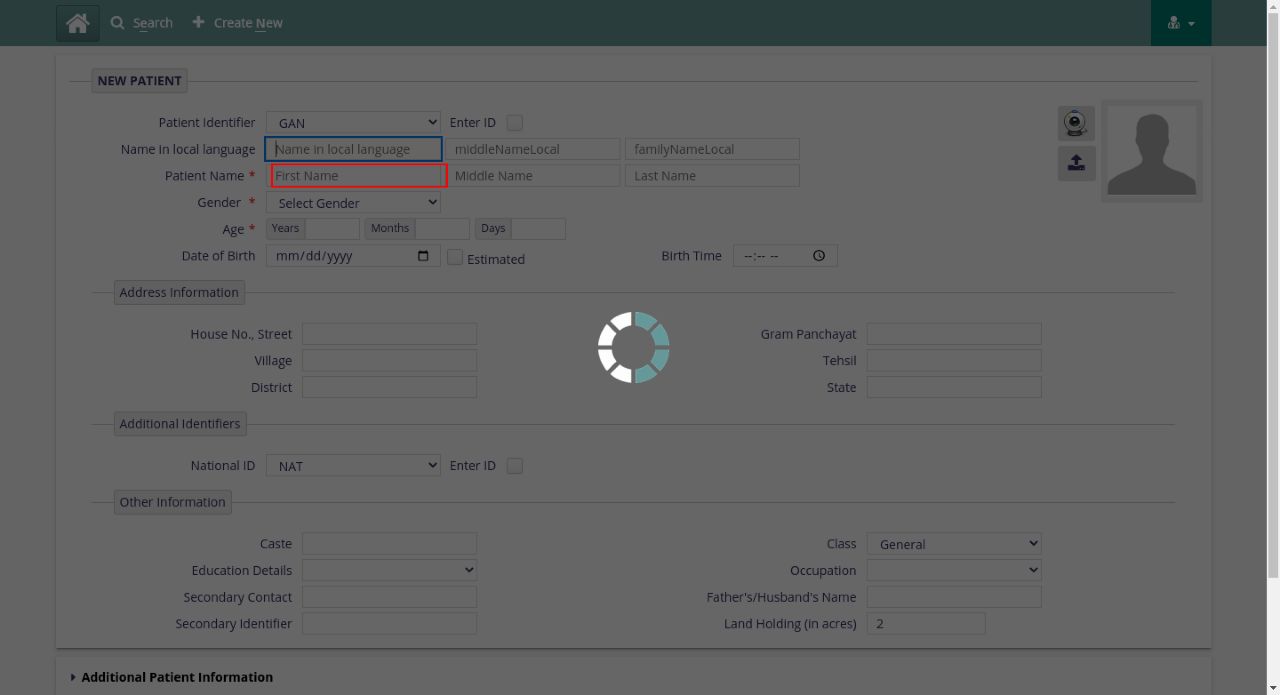 Search Create New
NEW PATIENT
Patient Identifier GAN Enter ID
Name in local language Name in local language middleNameLocal familyNameLocal
Patient Name * First Name Middle Name Last Name
Gender * Select Gender
Age * Years Months Days
Date of Birth mm/dd/yyyy Estimated Birth Time --:-- --
Address Information
House No., Street Gram Panchayat
Village Tehsil
District State
Additional Identifiers
National ID NAT Enter ID
Other Information
Caste Class General
Education Details Occupation
Secondary Contact Father's/Husband's Name
Secondary Identifier Land Holding (in acres) 2
Additional Patient Information